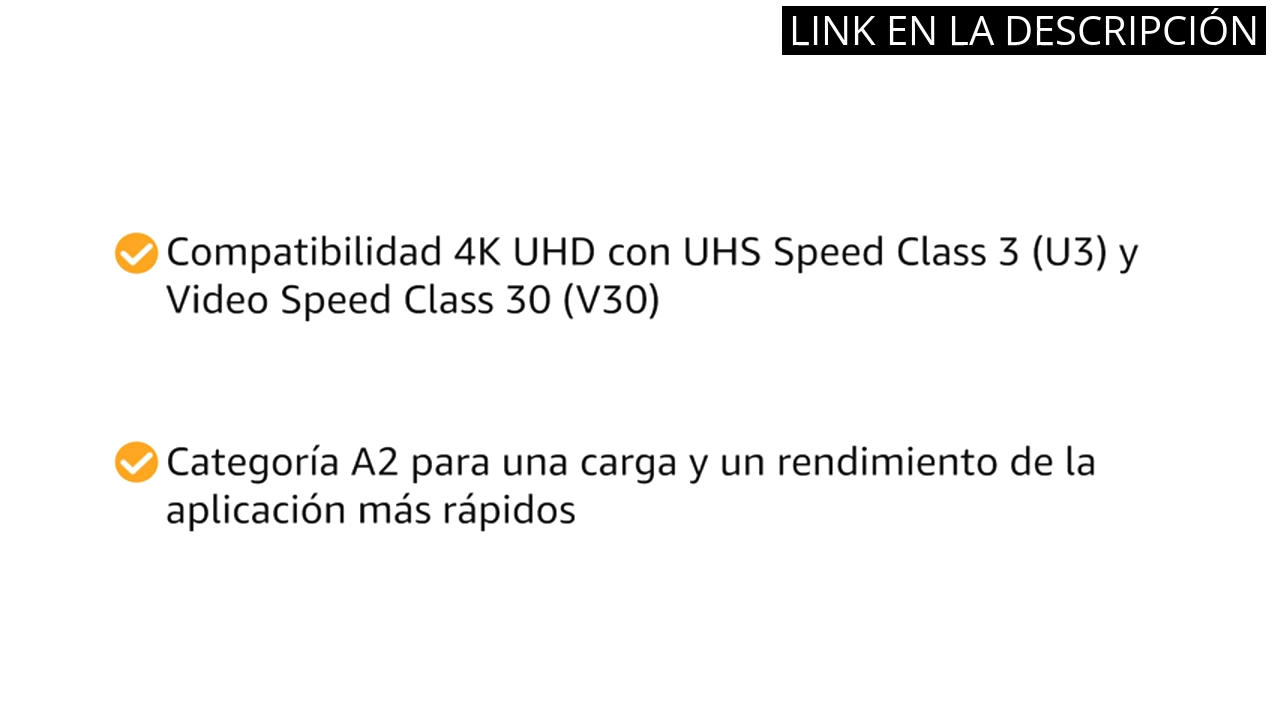 LINK EN LA DESCRIPCIÓN
Compatibilidad 4K UHD con UHS Speed Class 3 (U3) y
Video Speed Class 30 (V30)
Categoría A2 para una carga y un rendimiento de la
aplicación más rápidos